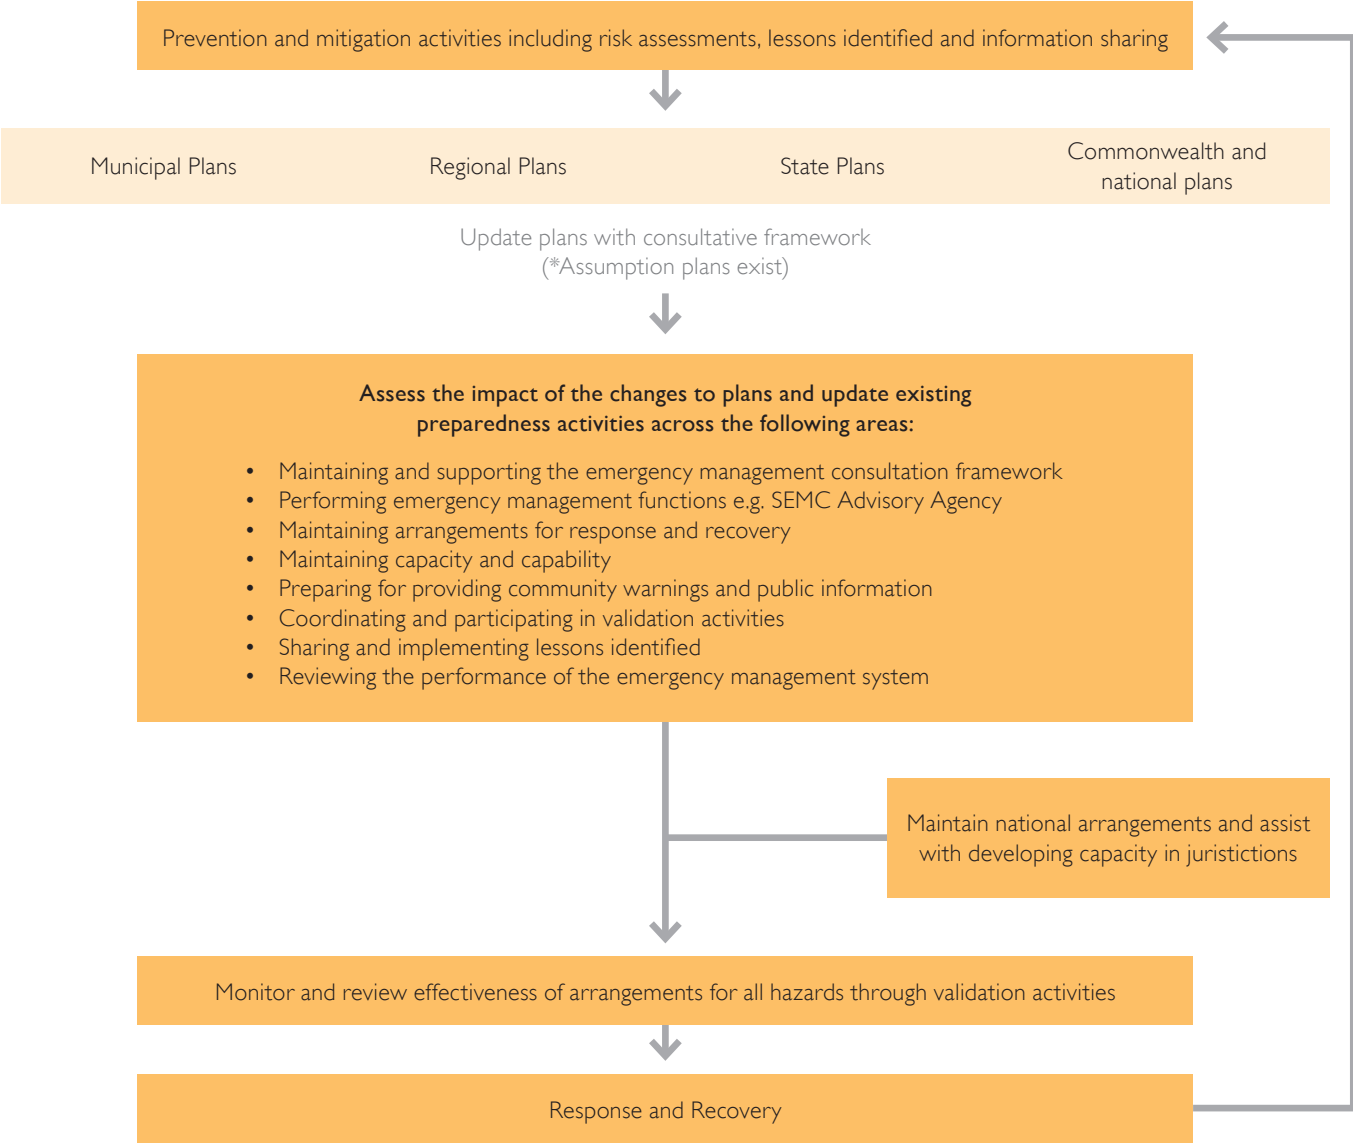 Prevention and mitigation activities including risk assessments, lessons identified and information sharing
Municipal Plans
Regional Plans
State Plans
Commonwealth and
national plans
Update plans with consultative framework
(*Assumption plans exist)
Assess the impact of the changes to plans and update existing
preparedness activities across the following areas:
• Maintaining and supporting the emergency management consultation framework
• Performing emergency management functions e.g. SEMC Advisory Agency
• Maintaining arrangements for response and recovery
• Maintaining capacity and capability
• Preparing for providing community warnings and public information
• Coordinating and participating in validation activities
• Sharing and implementing lessons identified
• Reviewing the performance of the emergency management system
Maintain national arrangements and assist
with developing capacity in juristictions
Monitor and review effectiveness of arrangements for all hazards through validation activities
Response and Recovery